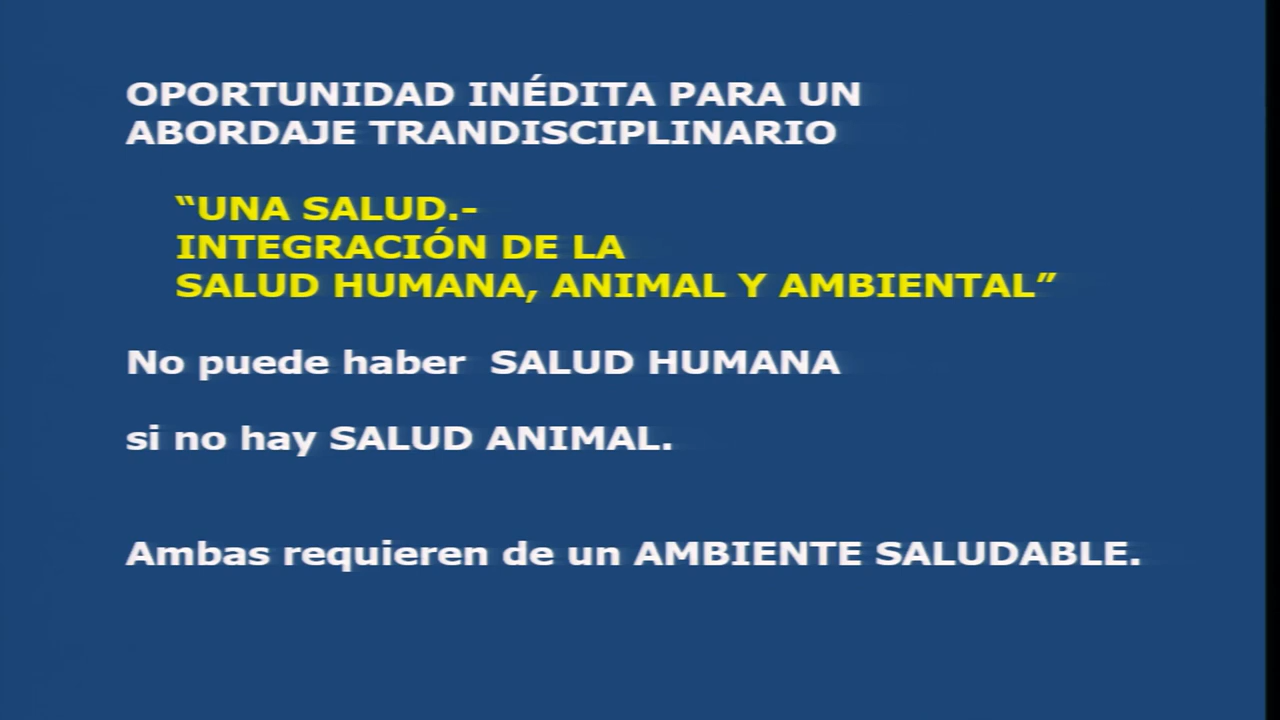 OPORTUNIDAD INÉDITA PARA UN
ABORDAJE TRANDISCIPLINARIO
“UNA SALUD.-
INTEGRACIÓN DE LA
SALUD HUMANA, ANIMAL Y AMBIENTAL”
No puede haber  SALUD HUMANA
si no hay SALUD ANIMAL.
Ambas requieren de un AMBIENTE SALUDABLE.